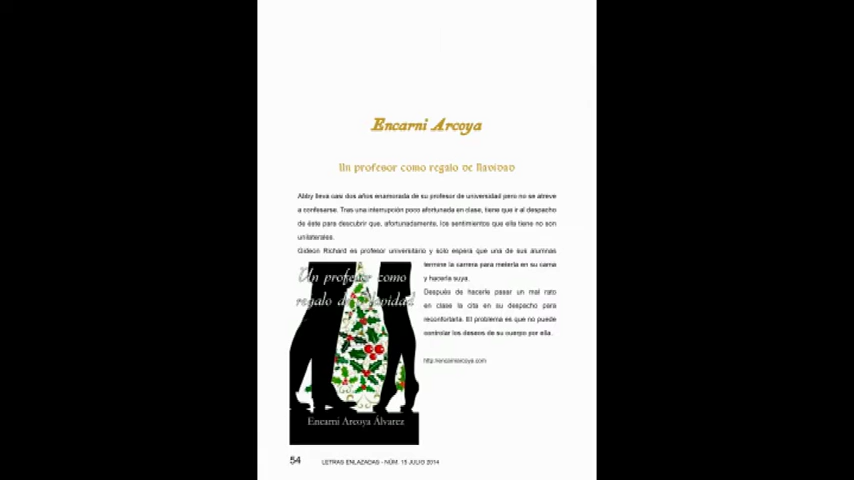 Encarni Arcoya
Un profesor como regalo de Navidad
Abby lleva casi dos años enamorada de su profesor de universidad pero no se atreve
a confesarse. Tras una interrupción poco afortunada en clase, tiene que ir al despacho
de éste para descubrir que, afortunadamente, los sentimientos que ella tiene no son
unilaterales.
Gideon Richard es profesor universitario y sólo espera que una de sus alumnas
termine la carrera para meterla en su cama
y hacerla suya.
Después de hacerle pasar un mal rato
en clase la cita en su despacho para
reconfortarla. El problema es que no puede
controlar los deseos de su cuerpo por ella.
http://encarniarcoya.com
Un profesor como
regalo de Navidad
Encarni Arcoya Álvarez
54 LETRAS ENLAZADAS - NÚM. 15 JULIO 2014